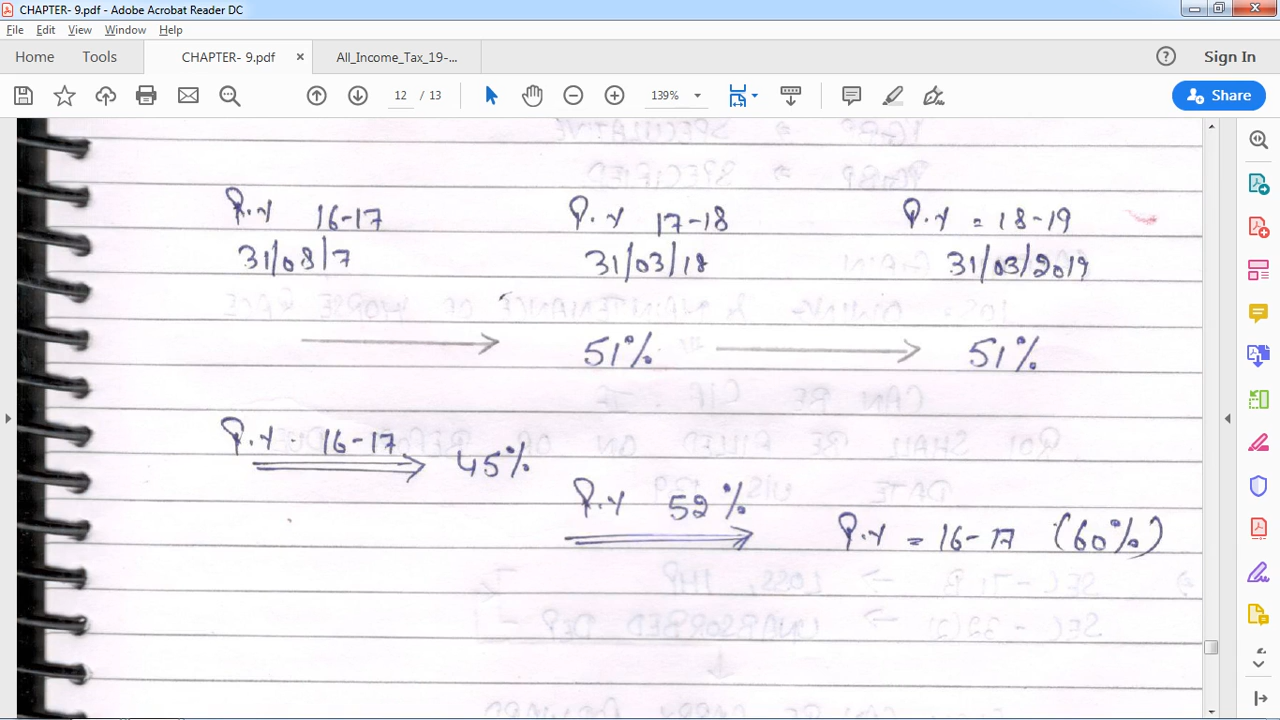 CHAPTER- 9.pdf - Adobe Acrobat Reader DC
File Edit View Window Help
Home Tools CHAPTER- 9.pdf × All_Income_Tax_19-... ? Sign In
12 / 13 139% Share
P.Y 16-17 P.Y 17-18 P.Y = 18-19
31/08/7 31/03/18 31/03/2019
→ 51% → 51%
P.Y - 16-17 45%
P.Y 52%
P.Y = 16-17 (60%)